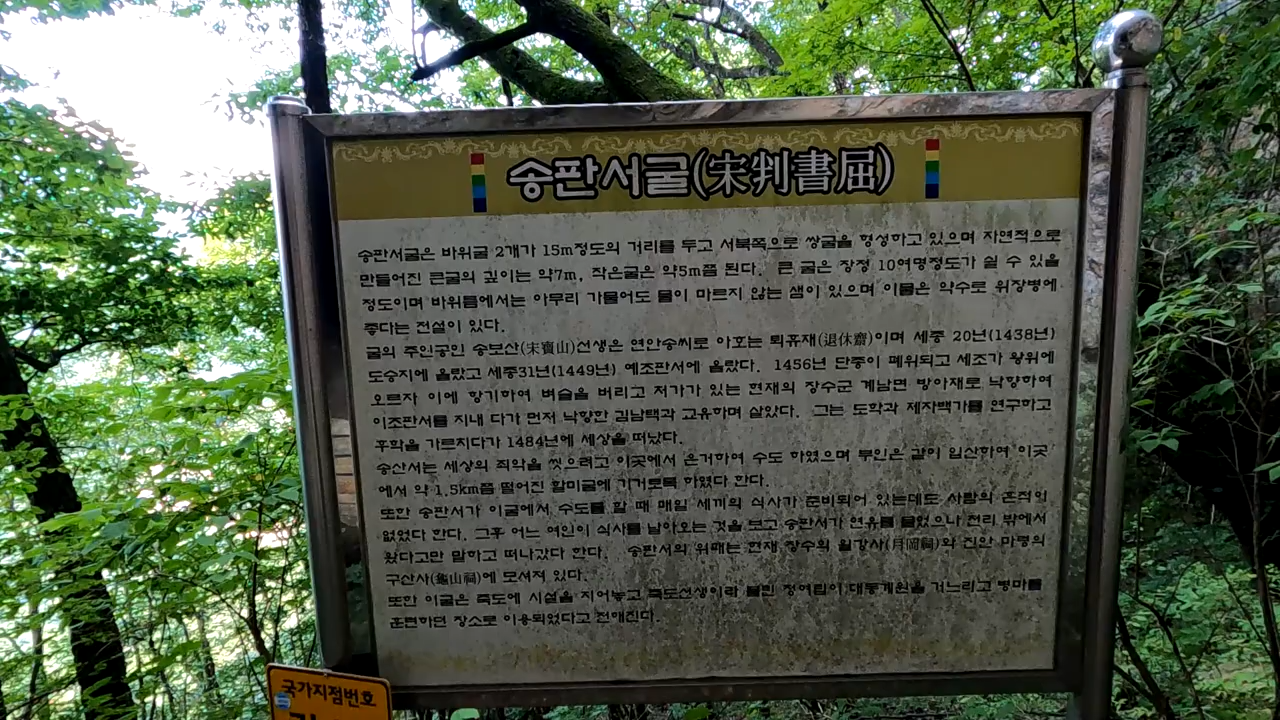 송판서굴(宋判書屈)
송판서굴은 바위굴 2개가 15m정도의 거리를 두고 서북쪽으로 쌍굴을 형성하고 있으며 자연적으로
만들어진 큰굴의 깊이는 약7m, 작은굴은 약5m쯤 된다. 큰 굴은 장정 10여명정도가 쉴 수 있을
정도이며 바위틈에서는 아무리 가물어도 물이 마르지 않는 샘이 있으며 이물은 약수로 위장병에
좋다는 전설이 있다.
굴의 주인공인 송보산(宋寶山)선생은 연안송씨로 아호는 퇴휴재(退休齋)이며 세종 20년(1438년)
도승지에 올랐고 세종31년(1449년) 예조판서에 올랐다. 1456년 단종이 폐위되고 세조가 왕위에
오르자 이에 항기하여 벼슬을 버리고 저가가 있는 현재의 장수군 계남면 방아재로 낙향하여
이조판서를 지내 다가 먼저 낙향한 김남택과 교유하며 살았다. 그는 도학과 제자백가를 연구하고
후학을 가르치다가 1484년에 세상을 떠났다.
송산서는 세상의 죄악을 씻으려고 이곳에서 은거하여 수도 하였으며 부인은 같이 입산하여 이곳
에서 약 1.5km쯤 떨어진 할미굴에 기거토록 하였다 한다.
또한 송판서가 이굴에서 수도를 할 때 매일 세끼의 식사가 준비되어 있는데도 사람의 흔적이
없었다 한다. 그후 어느 여인이 식사를 날아오는 것을 보고 송판서가 연유를 물었으나 천리 밖에서
왔다고만 말하고 떠나갔다 한다. 송판서의 위패는 현재 장수의 월강사(月岡祠)와 진안 마령의
구산사(龜山祠)에 모셔져 있다.
또한 이굴은 죽도에 시설을 지어놓고 죽도선생이라 불린 정여립이 대동계원을 거느리고 병마를
훈련하던 장소로 이용되었다고 전해진다.
국가지점번호